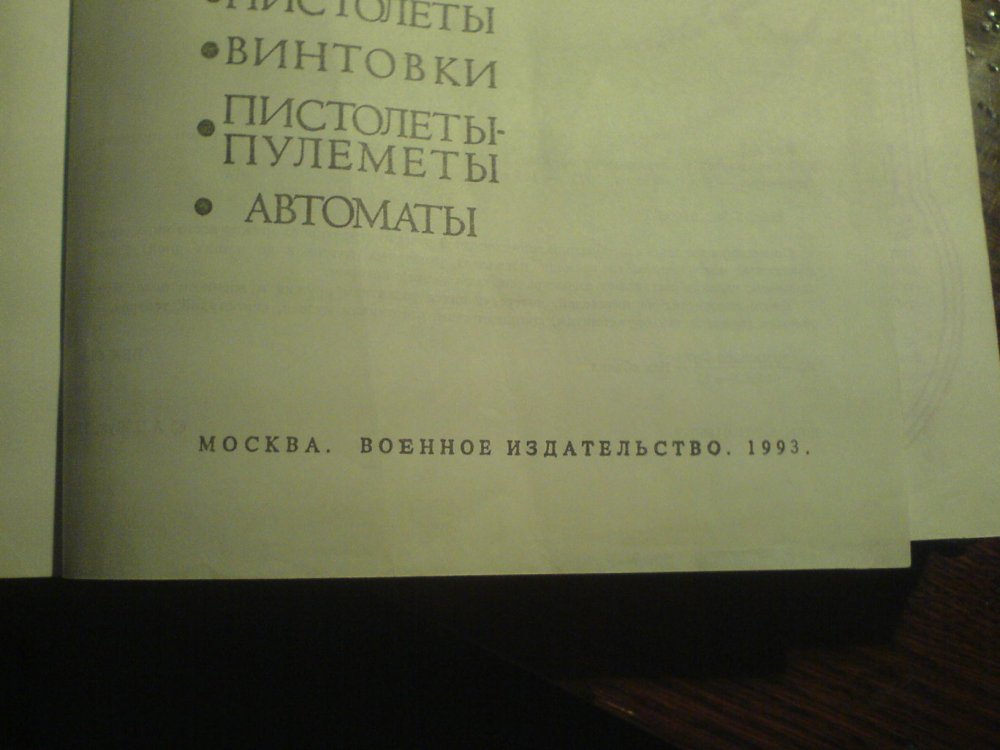 ПИСТОЛЕТЫ
• ВИНТОВКИ
• ПИСТОЛЕТЫ-
ПУЛЕМЕТЫ
• АВТОМАТЫ
МОСКВА. ВОЕННОЕ ИЗДАТЕЛЬСТВО. 1993.